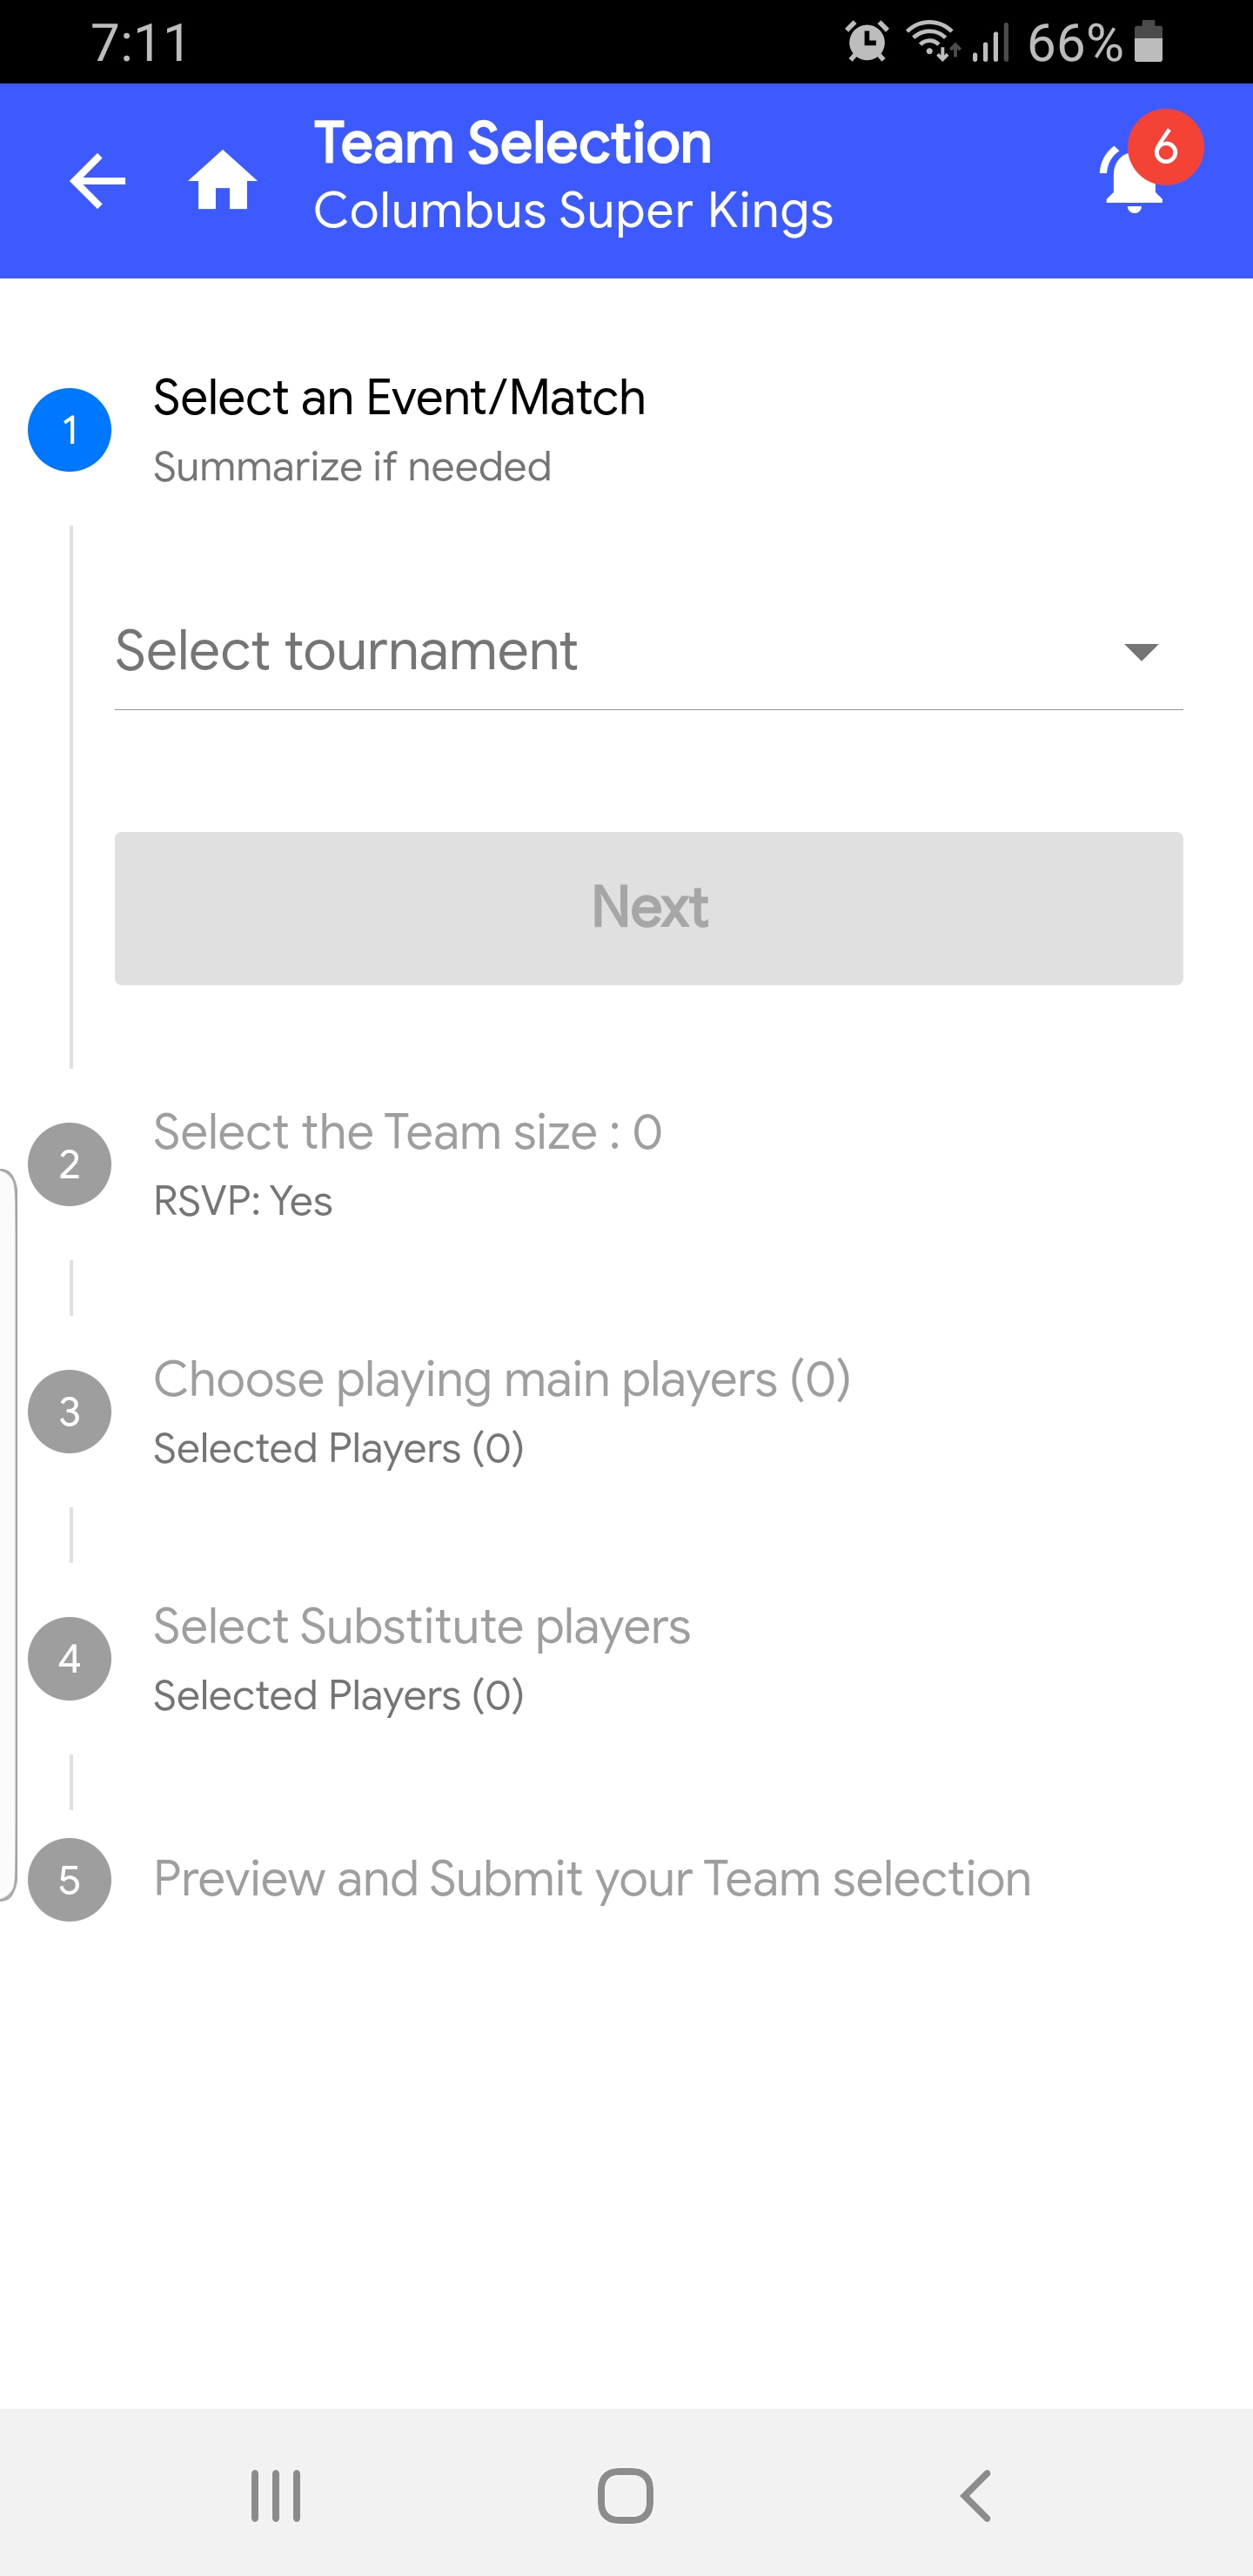 7:11
66%
Team Selection
6
Columbus Super Kings
1
Select an Event/Match
Summarize if needed
Select tournament
Next
2
Select the Team size : 0
RSVP: Yes
3
Choose playing main players (0)
Selected Players (0)
4
Select Substitute players
Selected Players (0)
5
Preview and Submit your Team selection